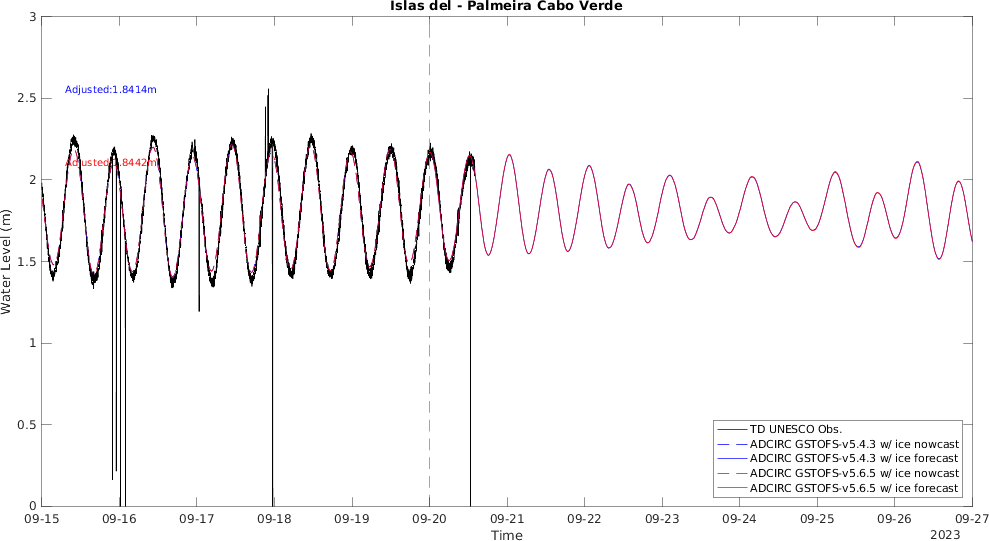 Islas del - Palmeira Cabo Verde
3
2.5
2
1.5
1
0.5
0
Water Level (m)
Adjusted:1.8414m
Adjusted:1.8442m
TD UNESCO Obs.
ADCIRC GSTOFS-v5.4.3 w/ ice nowcast
ADCIRC GSTOFS-v5.4.3 w/ ice forecast
ADCIRC GSTOFS-v5.6.5 w/ ice nowcast
ADCIRC GSTOFS-v5.6.5 w/ ice forecast
09-15 09-16 09-17 09-18 09-19 09-20 09-21 09-22 09-23 09-24 09-25 09-26 09-27
Time
2023